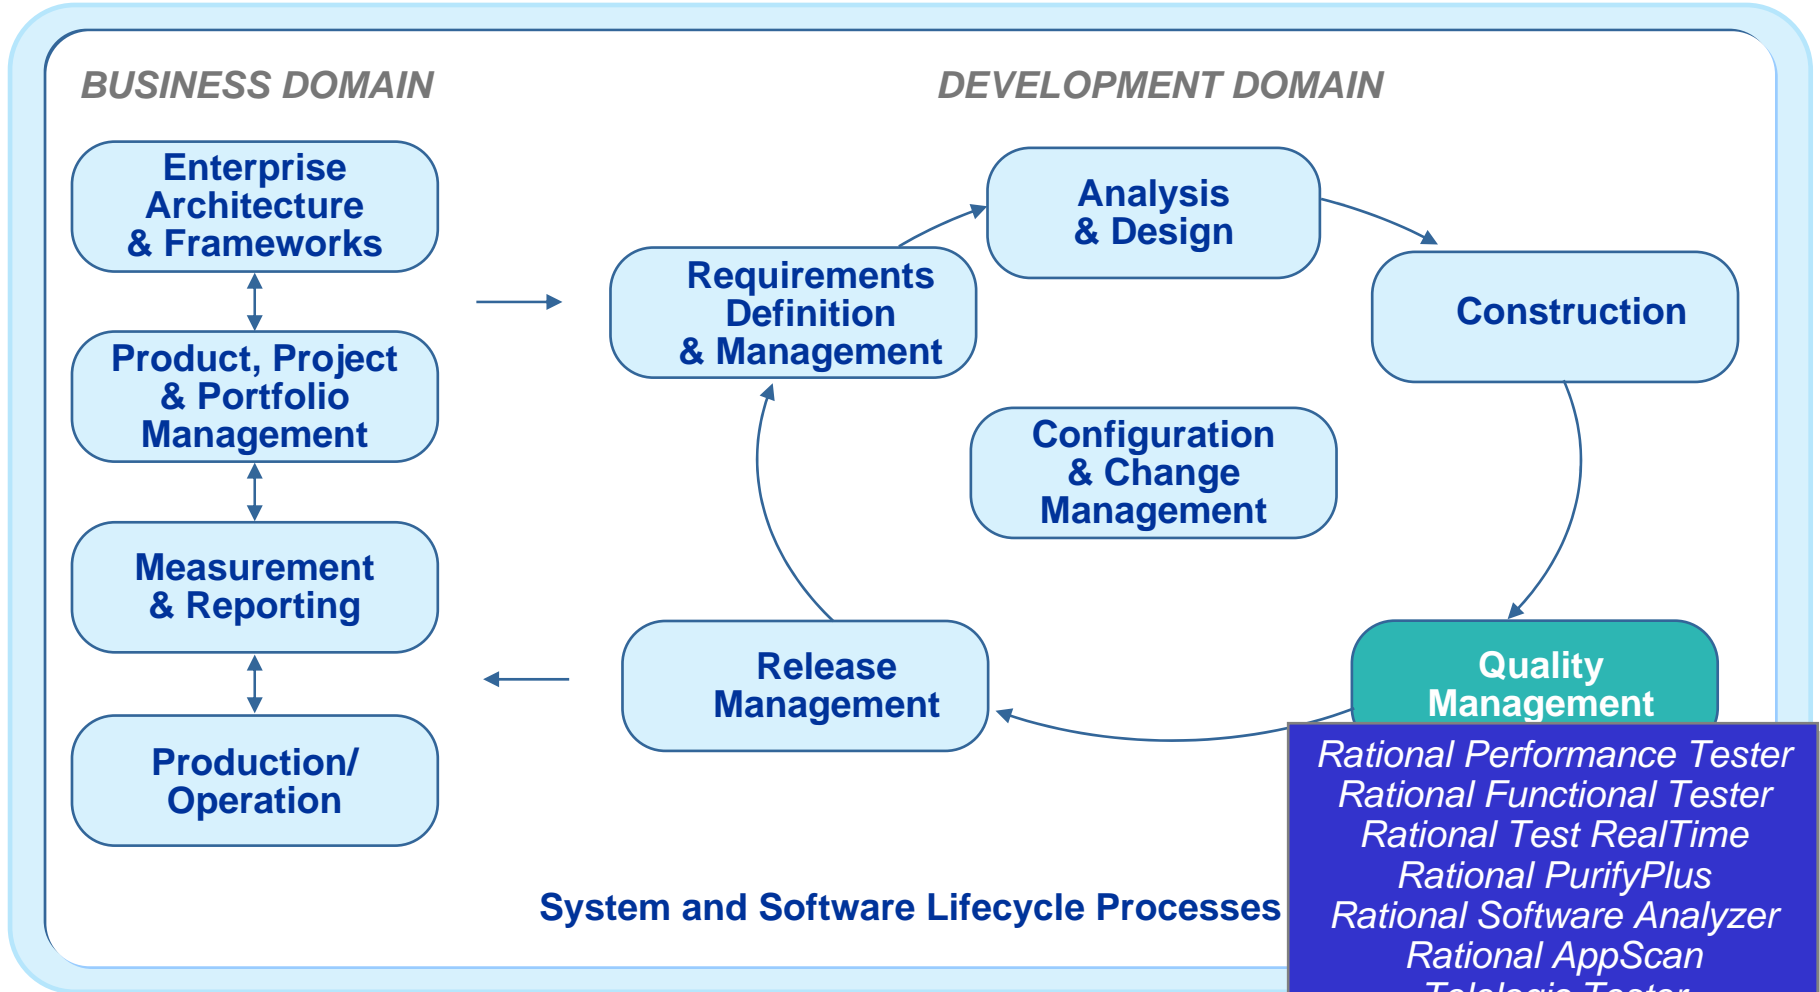 BUSINESS DOMAIN
DEVELOPMENT DOMAIN
Enterprise
Architecture
& Frameworks
Product, Project
& Portfolio
Management
Measurement
& Reporting
Production/
Operation
Requirements
Definition
& Management
Analysis
& Design
Construction
Configuration
& Change
Management
Release
Management
Quality
Management
Rational Performance Tester
Rational Functional Tester
Rational Test RealTime
Rational PurifyPlus
Rational Software Analyzer
Rational AppScan
Telelogic Tester
System and Software Lifecycle Processes